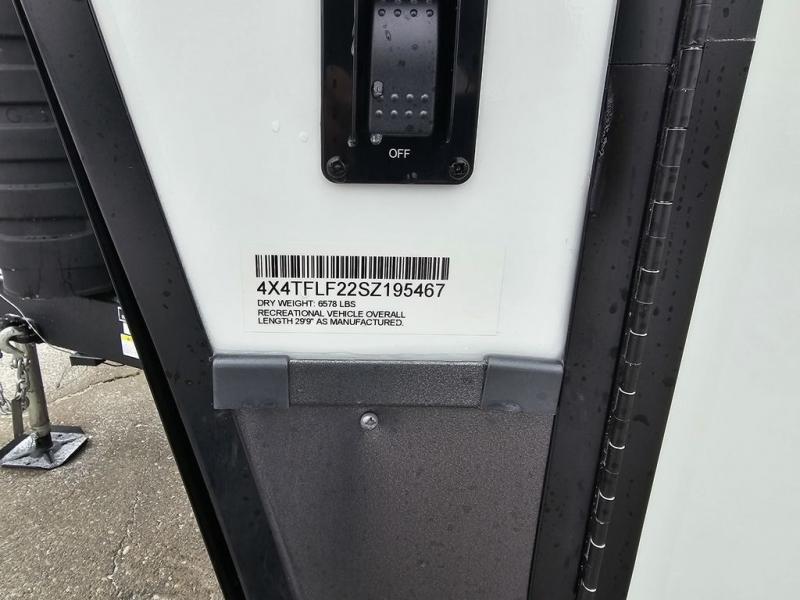 OFF
4X4TFLF22SZ195467
DRY WEIGHT: 6578 LBS
RECREATIONAL VEHICLE OVERALL
LENGTH 29'9" AS MANUFACTURED.